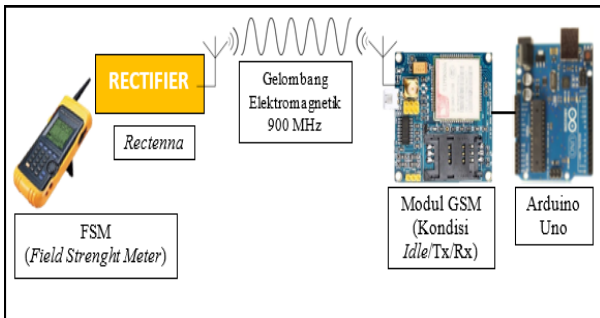 RECTIFIER
Rectenna
Gelombang
Elektromagnetik
900 MHz
FSM
(Field Strenght Meter)
Modul GSM
(Kondisi
Idle/Tx/Rx)
Arduino
Uno